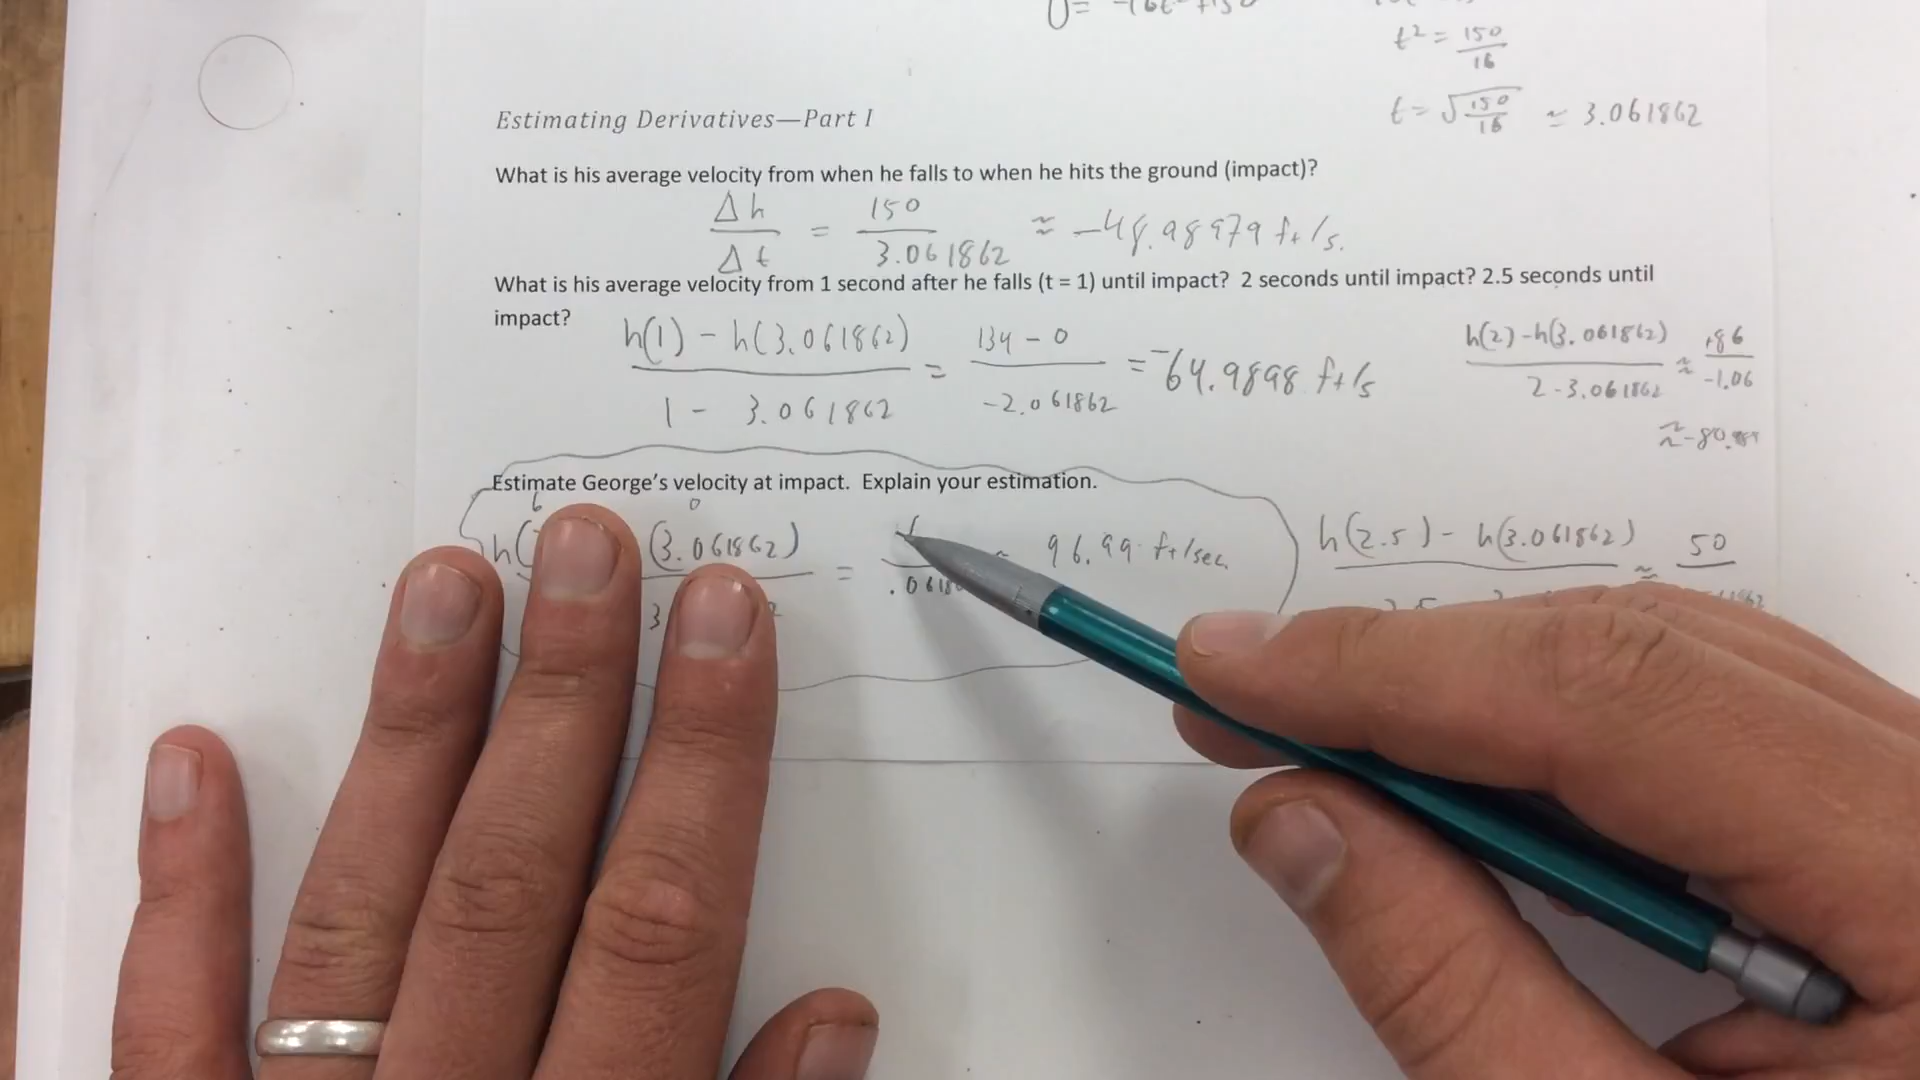 t² = 150/16
t = √150/16 ≈ 3.061862
Estimating Derivatives—Part I
What is his average velocity from when he falls to when he hits the ground (impact)?
Δh/Δt = 150/3.061862 ≈ -48.98979 ft/s.
What is his average velocity from 1 second after he falls (t = 1) until impact? 2 seconds until impact? 2.5 seconds until
impact?
h(1) - h(3.061862) / 1 - 3.061862 = 134 - 0 / -2.061862 = -64.9898 ft/s
h(2) - h(3.061862) / 2 - 3.061862 ≈ +86 / -1.06
Estimate George's velocity at impact. Explain your estimation.
6 0
h( (3.061862) / 3 = .061 96.99 ft/sec.
h(2.5) - h(3.061862) ≈ 50